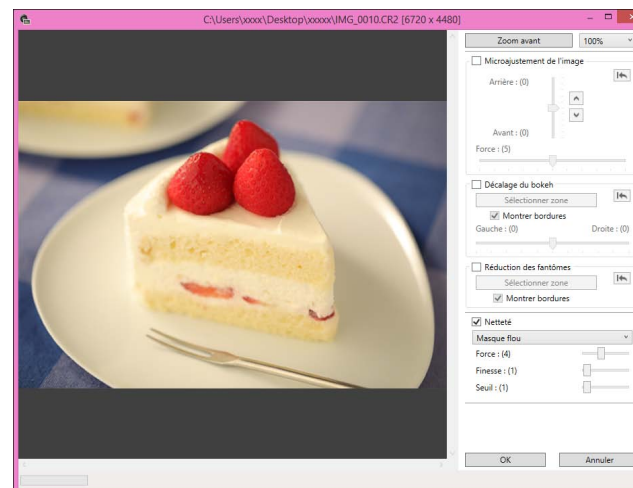 C:\Users\xxxx\Desktop\xxxxx\IMG_0010.CR2 [6720 x 4480]
Zoom avant
100%
Microajustement de l'image
Arrière : (0)
Avant : (0)
Force : (5)
Décalage du bokeh
Sélectionner zone
Montrer bordures
Gauche : (0) Droite : (0)
Réduction des fantômes
Sélectionner zone
Montrer bordures
Netteté
Masque flou
Force : (4)
Finesse : (1)
Seuil : (1)
OK Annuler